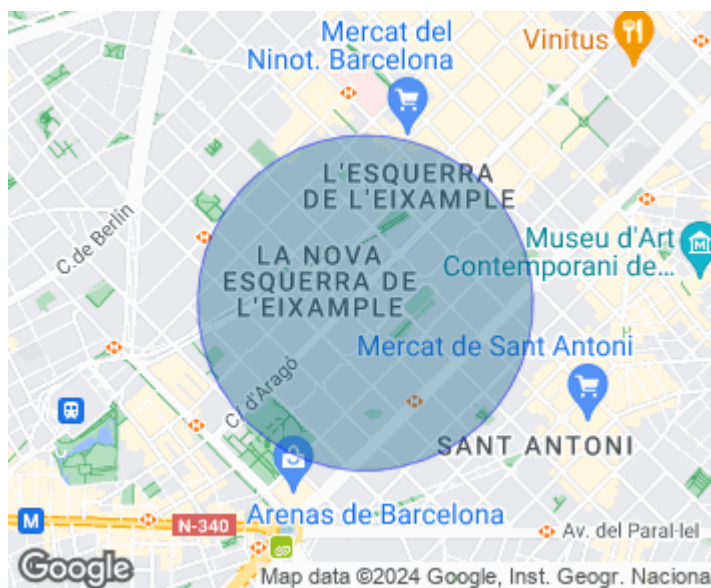 Mercat del
Ninot. Barcelona
Vinitus
L'ESQUERRA
DE L'EIXAMPLE
C. de Berlín
LA NOVA
ESQUERRA DE
L'EIXAMPLE
Museu d'Art
Contemporani de...
Mercat de Sant Antoni
C/ d'Aragó
SANT ANTONI
Arenas de Barcelona
M
N-340
Av. del Paral·lel
Google
Map data ©2024 Google, Inst. Geogr. Naciona